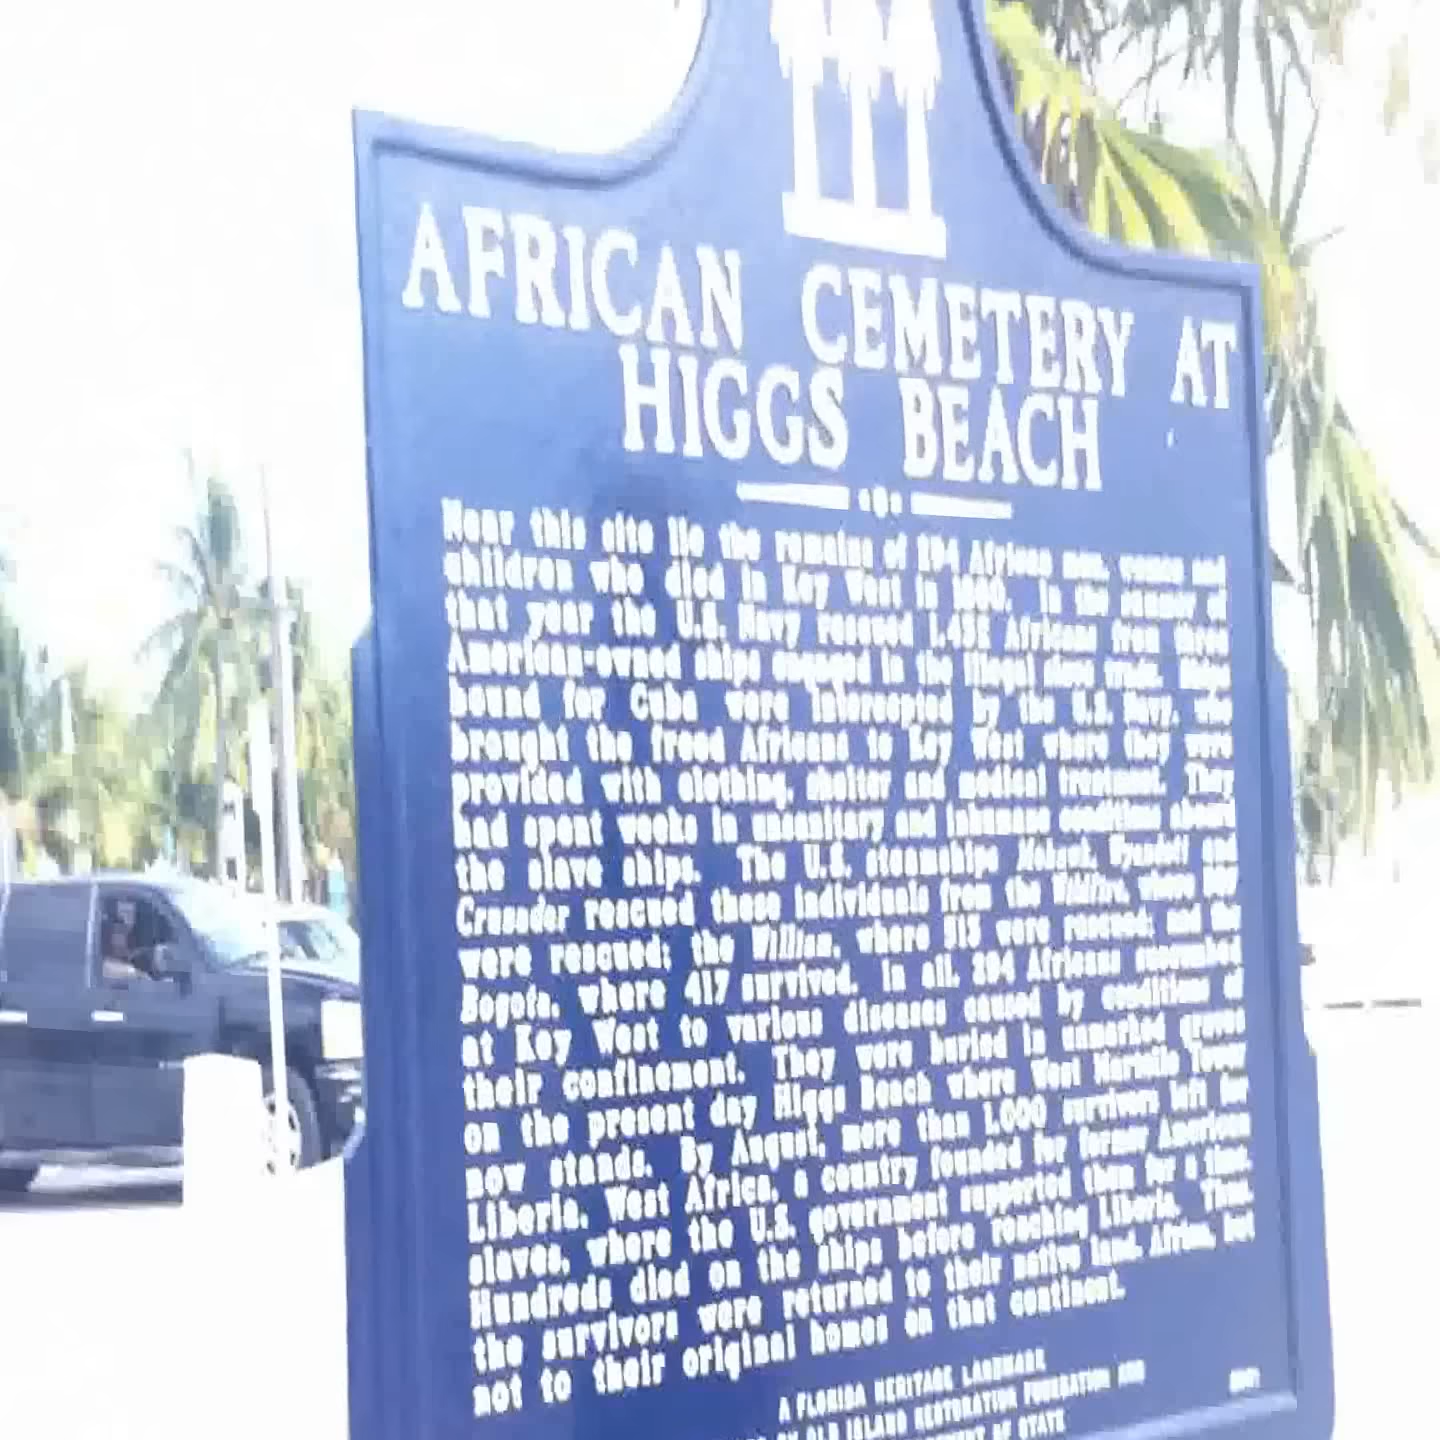 AFRICAN CEMETERY AT
HIGGS BEACH
Near this site lie the remains of 294 African men, women and
children who died in Key West in 1860. In the summer of
that year the U.S. Navy rescued 1,432 Africans from three
American-owned ships engaged in the illegal slave trade. Ships
bound for Cuba were intercepted by the U.S. Navy, who
brought the freed Africans to Key West where they were
provided with clothing, shelter and medical treatment. They
had spent weeks in unsanitary and inhumane conditions aboard
the slave ships. The U.S. steamships Mohawk, Wyandott and
Crusader rescued these individuals from the Wildfire, where
were rescued; the William, where 513 were rescued; and the
Bogota, where 417 survived. In all, 294 Africans succumbed
at Key West to various diseases caused by conditions of
their confinement. They were buried in unmarked graves
on the present day Higgs Beach where West Martello Tower
now stands. By August, more than 1,000 survivors left for
Liberia, West Africa, a country founded for former American
slaves, where the U.S. government supported them for a time.
Hundreds died on the ships before reaching Liberia. Thus,
the survivors were returned to their native land, Africa, but
not to their original homes on that continent.
A FLORIDA HERITAGE LANDMARK
OLD ISLAND RESTORATION FOUNDATION AND
OF STATE